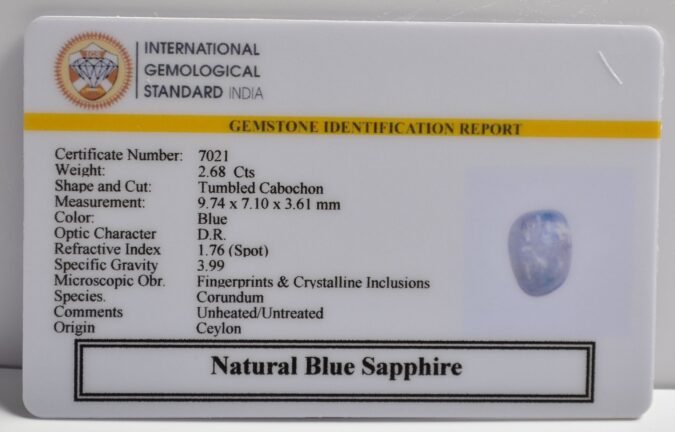 INTERNATIONAL
GEMOLOGICAL
STANDARD INDIA
GEMSTONE IDENTIFICATION REPORT
Certificate Number: 7021
Weight: 2.68 Cts
Shape and Cut: Tumbled Cabochon
Measurement: 9.74 x 7.10 x 3.61 mm
Color: Blue
Optic Character D.R.
Refractive Index 1.76 (Spot)
Specific Gravity 3.99
Microscopic Obr. Fingerprints & Crystalline Inclusions
Species. Corundum
Comments Unheated/Untreated
Origin Ceylon
Natural Blue Sapphire